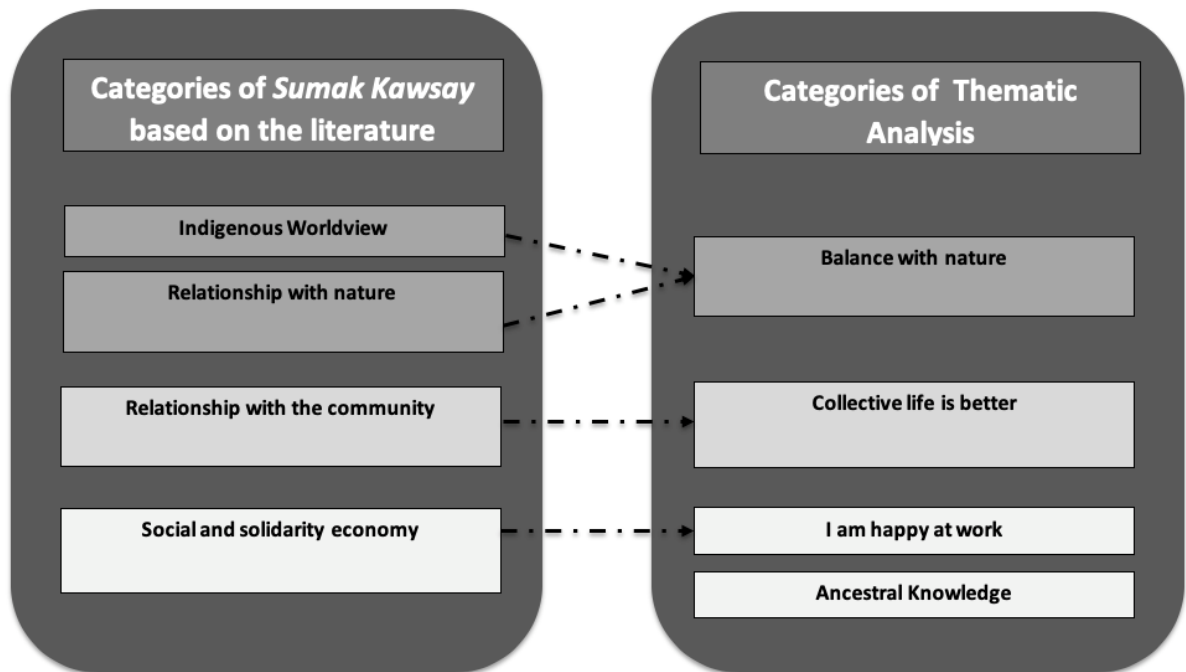 Categories of Sumak Kawsay
based on the literature
Indigenous Worldview
Relationship with nature
Relationship with the community
Social and solidarity economy
Categories of Thematic
Analysis
Balance with nature
Collective life is better
I am happy at work
Ancestral Knowledge